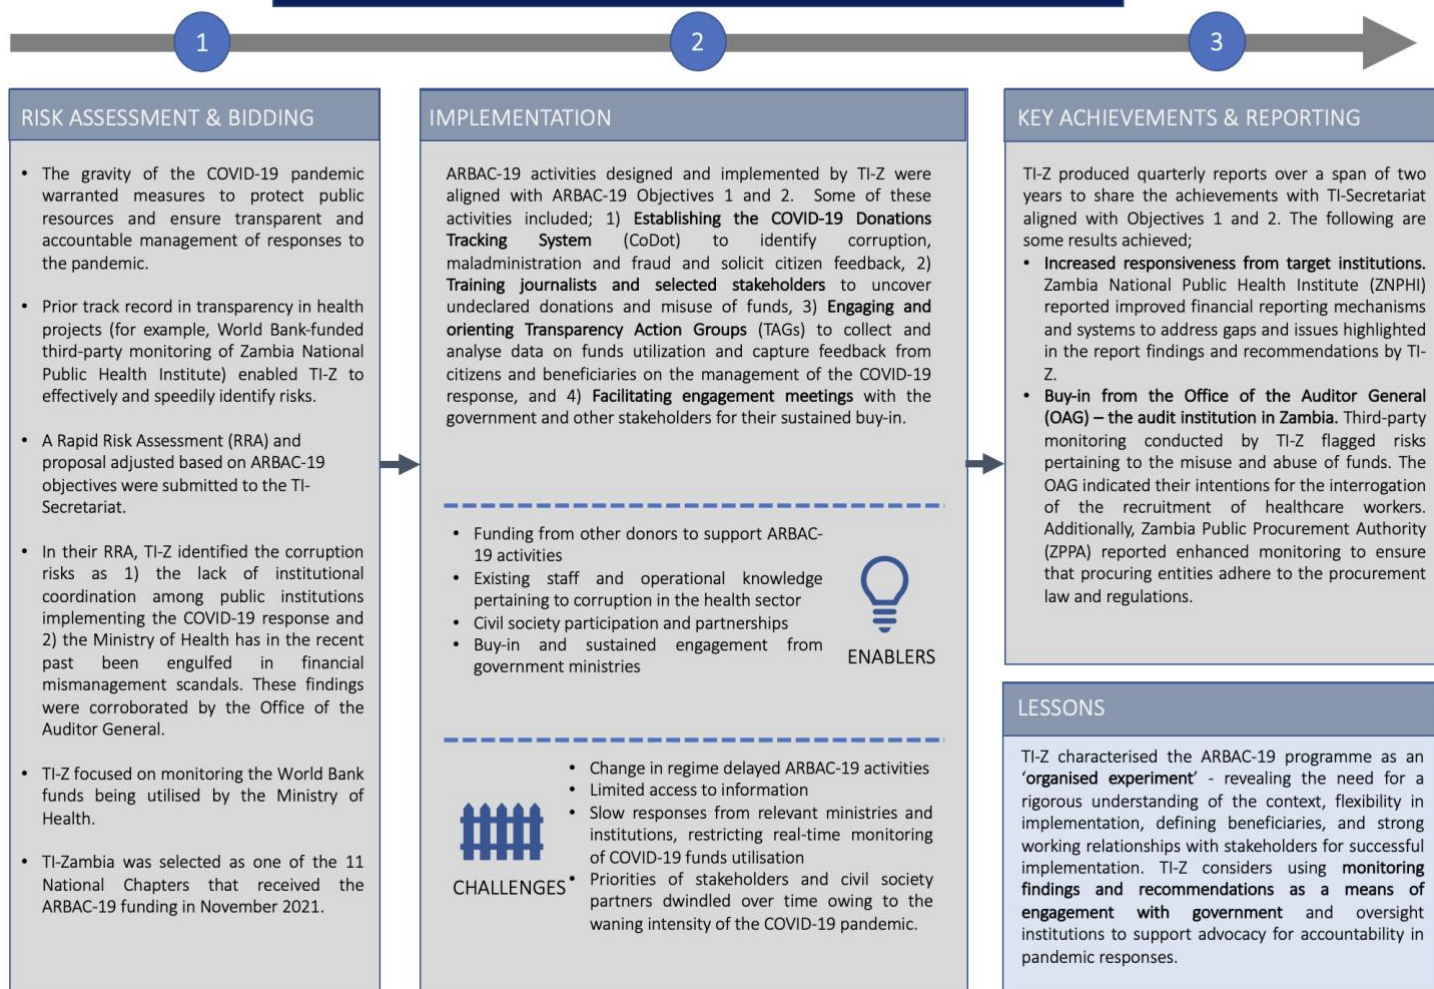 1
2
3
RISK ASSESSMENT & BIDDING
• The gravity of the COVID-19 pandemic
warranted measures to protect public
resources and ensure transparent and
accountable management of responses to
the pandemic.
• Prior track record in transparency in health
projects (for example, World Bank-funded
third-party monitoring of Zambia National
Public Health Institute) enabled TI-Z to
effectively and speedily identify risks.
• A Rapid Risk Assessment (RRA) and
proposal adjusted based on ARBAC-19
objectives were submitted to the TI-
Secretariat.
• In their RRA, TI-Z identified the corruption
risks as 1) the lack of institutional
coordination among public institutions
implementing the COVID-19 response and
2) the Ministry of Health has in the recent
past been engulfed in financial
mismanagement scandals. These findings
were corroborated by the Office of the
Auditor General.
• TI-Z focused on monitoring the World Bank
funds being utilised by the Ministry of
Health.
• TI-Zambia was selected as one of the 11
National Chapters that received the
ARBAC-19 funding in November 2021.
IMPLEMENTATION
ARBAC-19 activities designed and implemented by TI-Z were
aligned with ARBAC-19 Objectives 1 and 2. Some of these
activities included; 1) Establishing the COVID-19 Donations
Tracking System (CoDot) to identify corruption,
maladministration and fraud and solicit citizen feedback, 2)
Training journalists and selected stakeholders to uncover
undeclared donations and misuse of funds, 3) Engaging and
orienting Transparency Action Groups (TAGs) to collect and
analyse data on funds utilization and capture feedback from
citizens and beneficiaries on the management of the COVID-19
response, and 4) Facilitating engagement meetings with the
government and other stakeholders for their sustained buy-in.
• Funding from other donors to support ARBAC-
19 activities
• Existing staff and operational knowledge
pertaining to corruption in the health sector
• Civil society participation and partnerships
• Buy-in and sustained engagement from
government ministries
ENABLERS
• Change in regime delayed ARBAC-19 activities
• Limited access to information
• Slow responses from relevant ministries and
institutions, restricting real-time monitoring
of COVID-19 funds utilisation
• Priorities of stakeholders and civil society
partners dwindled over time owing to the
waning intensity of the COVID-19 pandemic.
CHALLENGES
KEY ACHIEVEMENTS & REPORTING
TI-Z produced quarterly reports over a span of two
years to share the achievements with TI-Secretariat
aligned with Objectives 1 and 2. The following are
some results achieved;
• Increased responsiveness from target institutions.
Zambia National Public Health Institute (ZNPHI)
reported improved financial reporting mechanisms
and systems to address gaps and issues highlighted
in the report findings and recommendations by TI-
Z.
• Buy-in from the Office of the Auditor General
(OAG) – the audit institution in Zambia. Third-party
monitoring conducted by TI-Z flagged risks
pertaining to the misuse and abuse of funds. The
OAG indicated their intentions for the interrogation
of the recruitment of healthcare workers.
Additionally, Zambia Public Procurement Authority
(ZPPA) reported enhanced monitoring to ensure
that procuring entities adhere to the procurement
law and regulations.
LESSONS
TI-Z characterised the ARBAC-19 programme as an
‘organised experiment’ - revealing the need for a
rigorous understanding of the context, flexibility in
implementation, defining beneficiaries, and strong
working relationships with stakeholders for successful
implementation. TI-Z considers using monitoring
findings and recommendations as a means of
engagement with government and oversight
institutions to support advocacy for accountability in
pandemic responses.